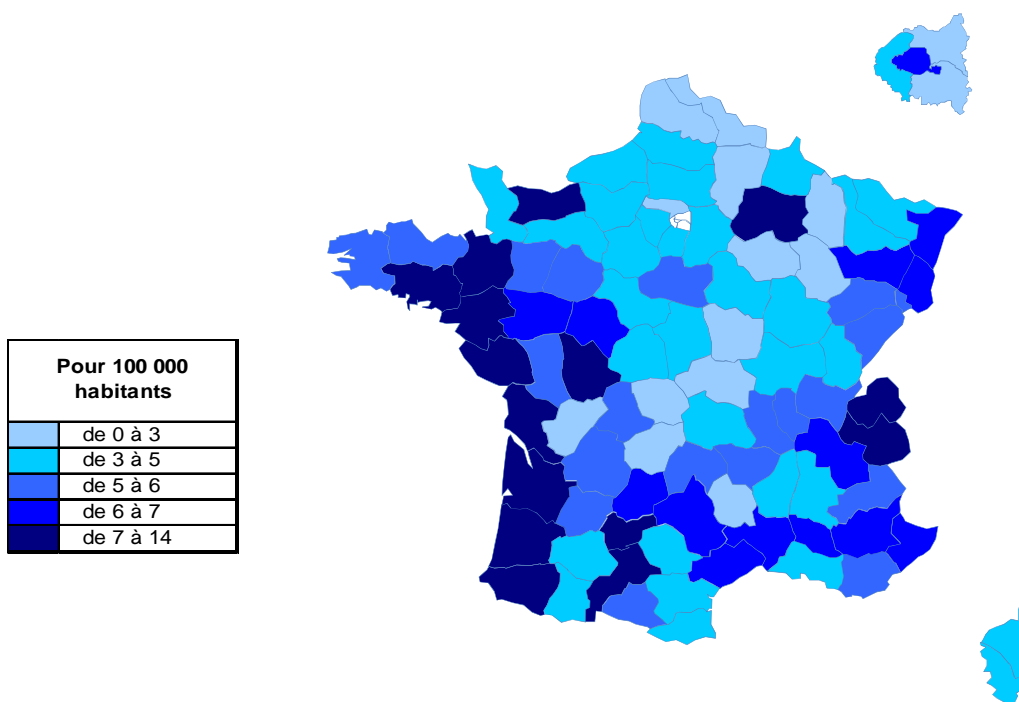 Pour 100 000
habitants
de 0 à 3
de 3 à 5
de 5 à 6
de 6 à 7
de 7 à 14